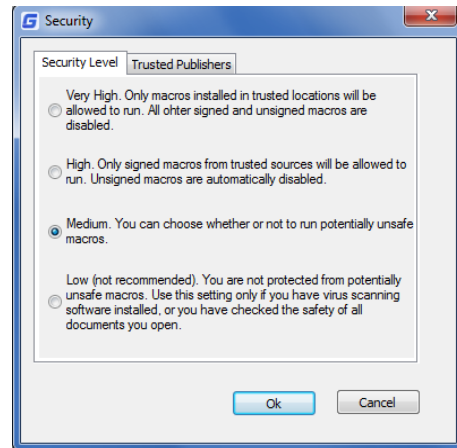 Security
Security Level Trusted Publishers
Very High. Only macros installed in trusted locations will be
allowed to run. All ohter signed and unsigned macros are
disabled.
High. Only signed macros from trusted sources will be allowed to
run. Unsigned macros are automatically disabled.
Medium. You can choose whether or not to run potentially unsafe
macros.
Low (not recommended). You are not protected from potentially
unsafe macros. Use this setting only if you have virus scanning
software installed, or you have checked the safety of all
documents you open.
Ok Cancel